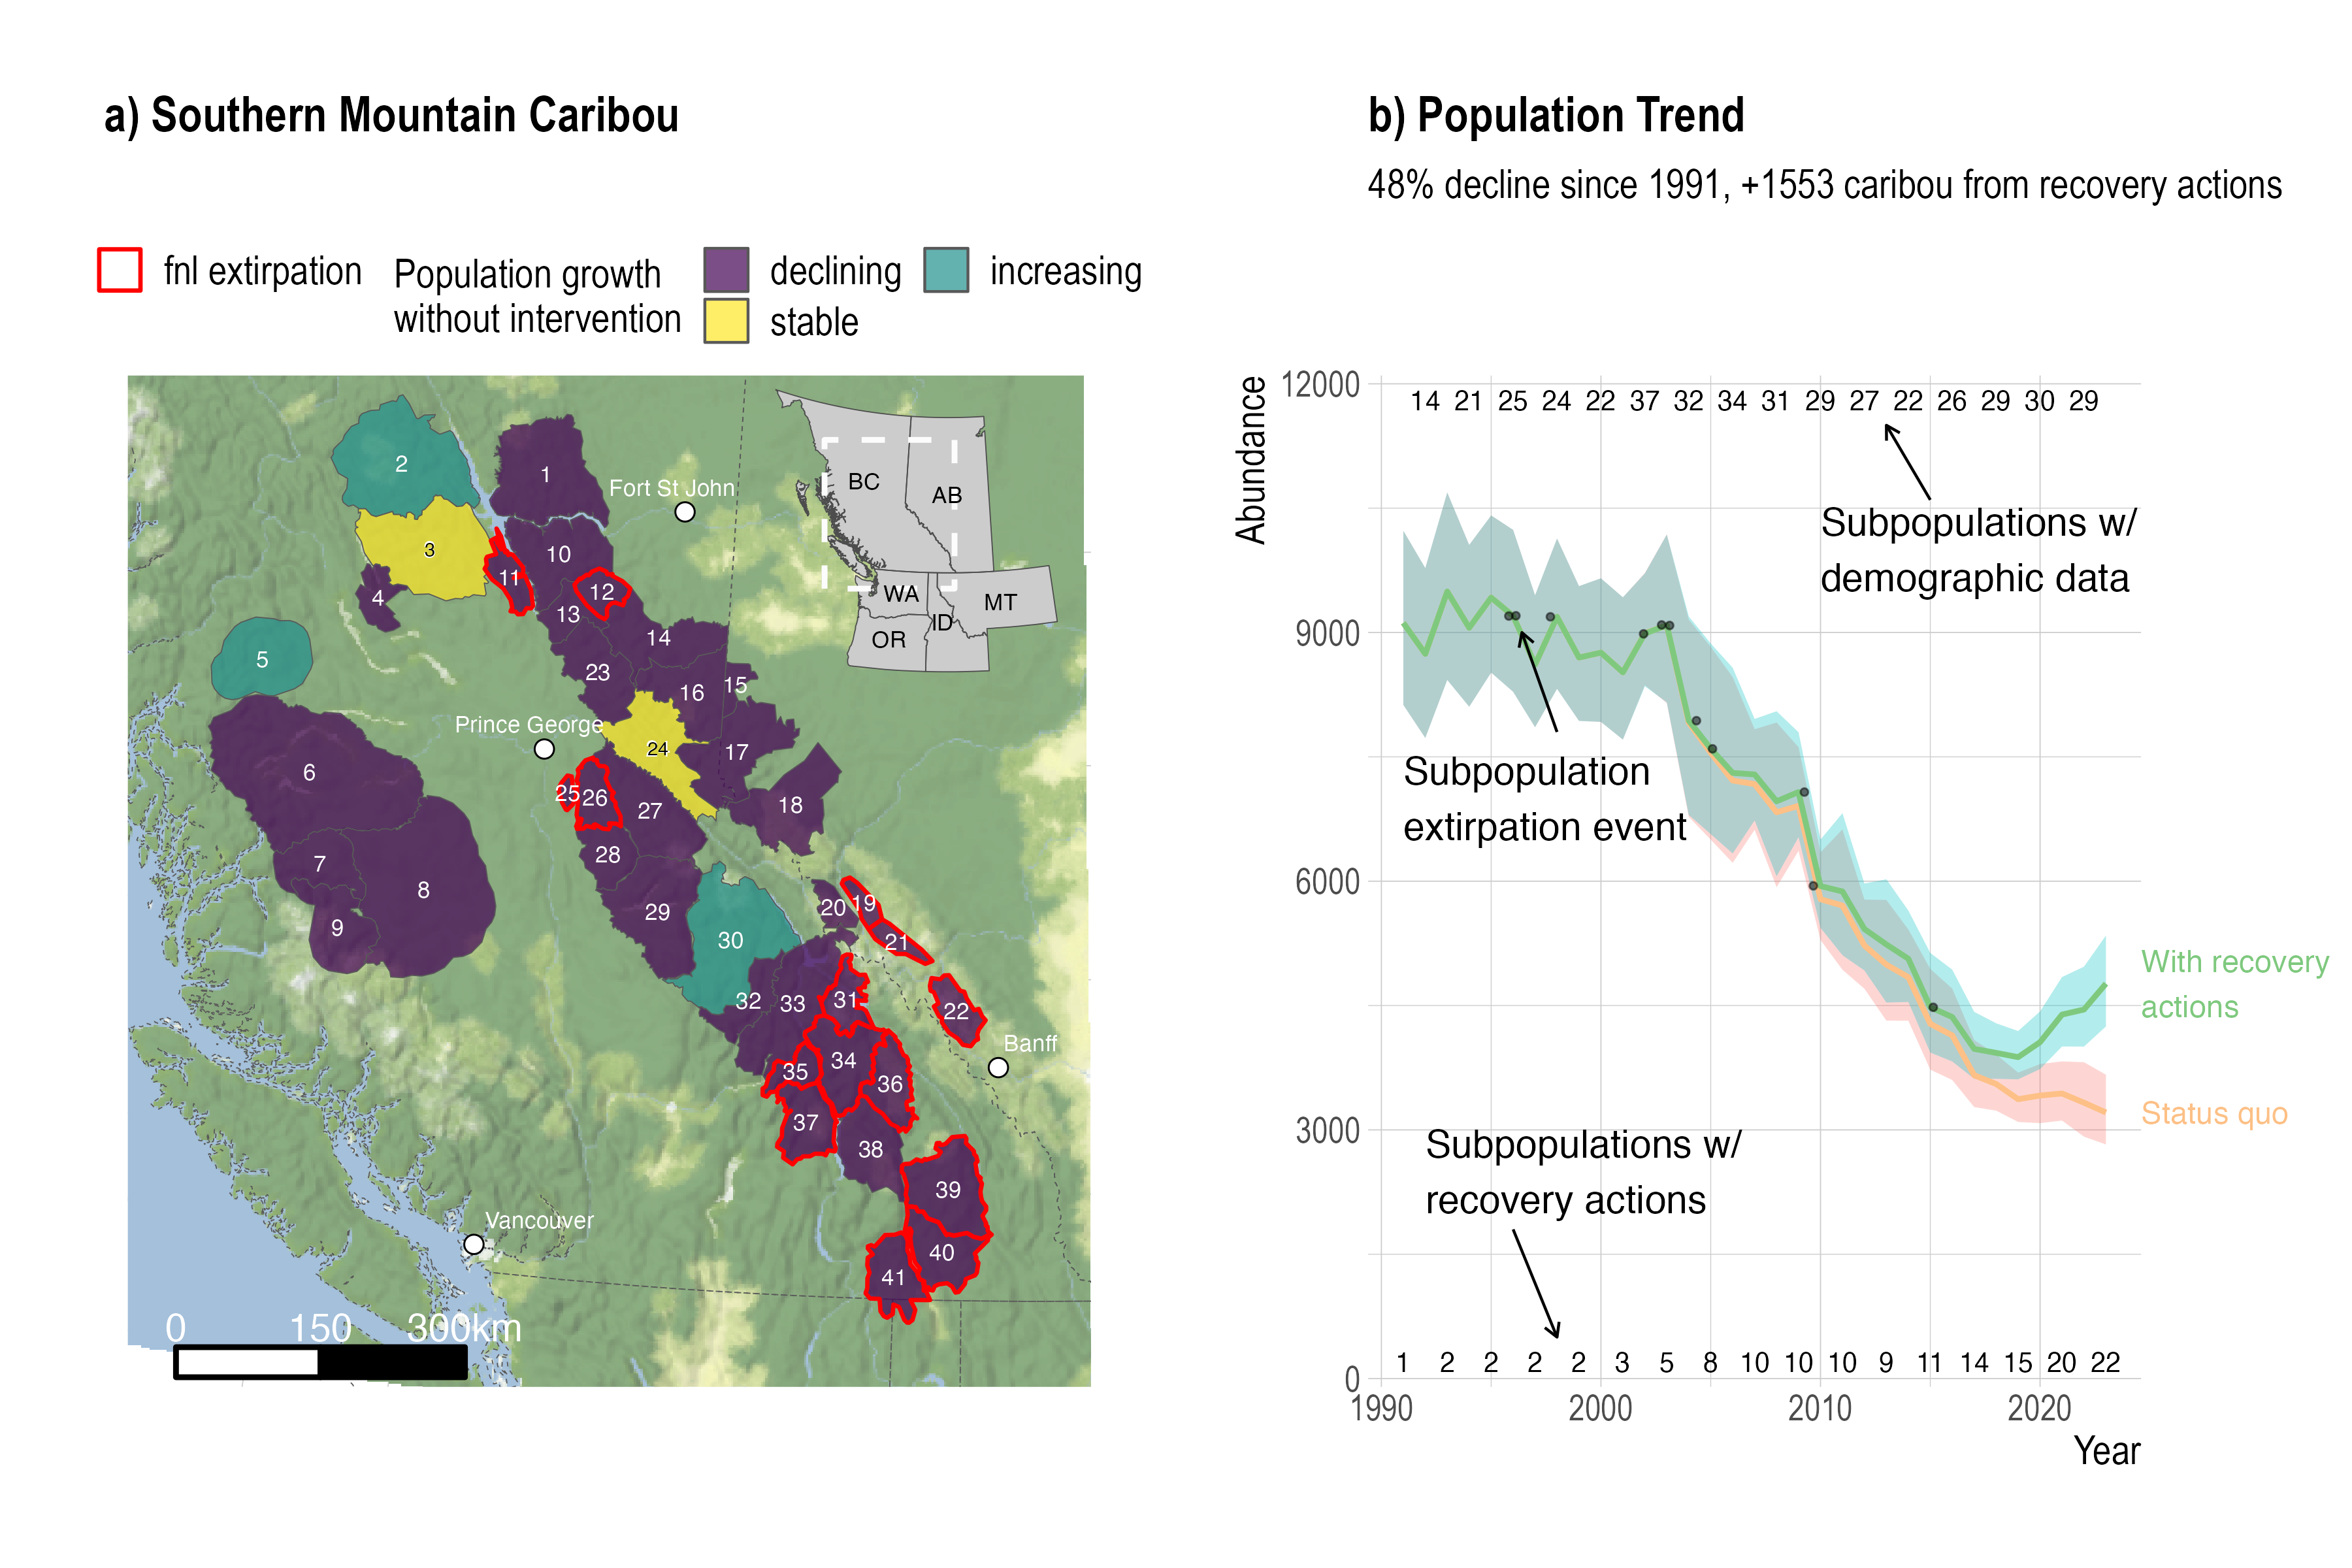 a) Southern Mountain Caribou
fnl extirpation
Population growth
without intervention
declining
increasing
stable
2
1
Fort St John
3
10
11
12
4
13
14
5
23
16
15
Prince George
24
17
6
25
26
27
18
7
28
8
29
20
19
9
30
21
32
33
31
22
Banff
35
34
36
37
38
39
40
41
Vancouver
BC
AB
WA
MT
OR
ID
0 150 300km
b) Population Trend
48% decline since 1991, +1553 caribou from recovery actions
Abundance
12000
9000
6000
3000
0
14 21 25 24 22 37 32 34 31 29 27 22 26 29 30 29
Subpopulations w/
demographic data
Subpopulation
extirpation event
With recovery
actions
Status quo
Subpopulations w/
recovery actions
1 2 2 2 2 3 5 8 10 10 10 9 11 14 15 20 22
1990 2000 2010 2020
Year